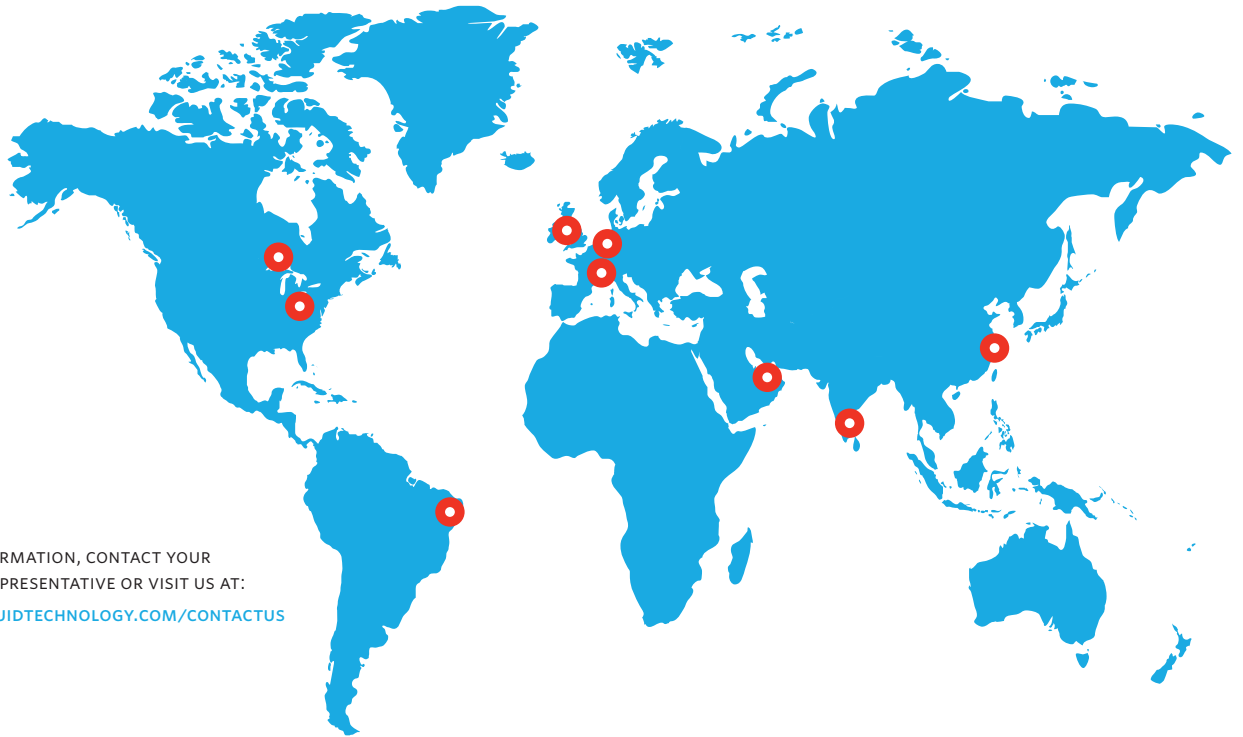 RMATION, CONTACT YOUR
PRESENTATIVE OR VISIT US AT:
UIDTECHNOLOGY.COM/CONTACTUS